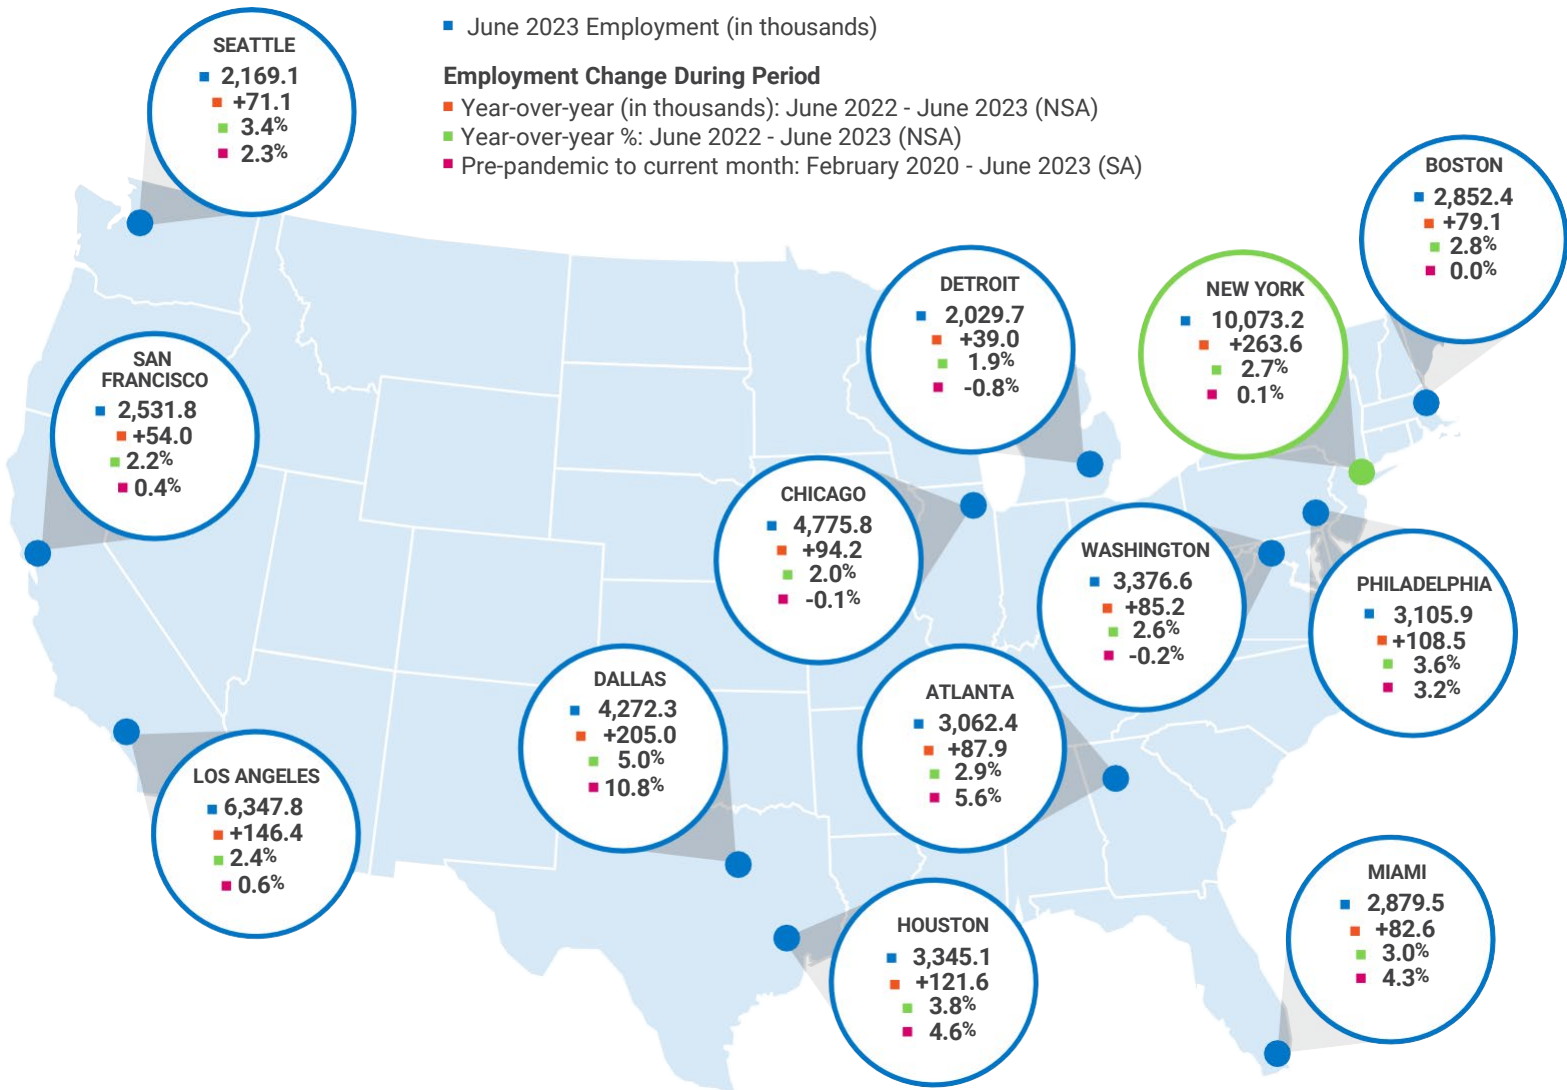 June 2023 Employment (in thousands)
Employment Change During Period
Year-over-year (in thousands): June 2022 - June 2023 (NSA)
Year-over-year %: June 2022 - June 2023 (NSA)
Pre-pandemic to current month: February 2020 - June 2023 (SA)
SEATTLE
2,169.1
+71.1
3.4%
2.3%
BOSTON
2,852.4
+79.1
2.8%
0.0%
DETROIT
2,029.7
+39.0
1.9%
-0.8%
NEW YORK
10,073.2
+263.6
2.7%
0.1%
SAN
FRANCISCO
2,531.8
+54.0
2.2%
0.4%
CHICAGO
4,775.8
+94.2
2.0%
-0.1%
WASHINGTON
3,376.6
+85.2
2.6%
-0.2%
PHILADELPHIA
3,105.9
+108.5
3.6%
3.2%
DALLAS
4,272.3
+205.0
5.0%
10.8%
ATLANTA
3,062.4
+87.9
2.9%
5.6%
LOS ANGELES
6,347.8
+146.4
2.4%
0.6%
HOUSTON
3,345.1
+121.6
3.8%
4.6%
MIAMI
2,879.5
+82.6
3.0%
4.3%